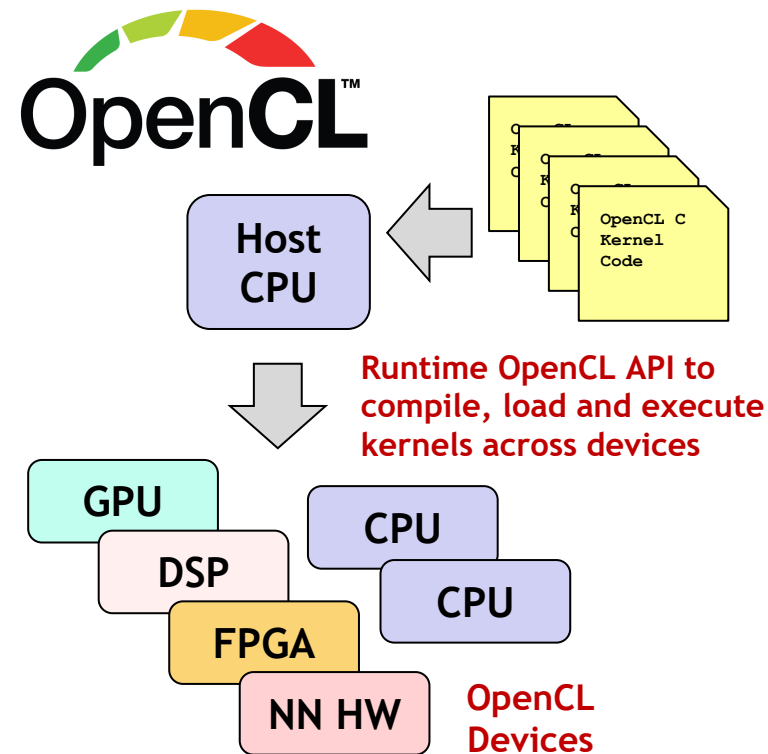 OpenCL™
OpenCL C
Kernel
Code
Host
CPU
Runtime OpenCL API to
compile, load and execute
kernels across devices
GPU
CPU
DSP
CPU
FPGA
NN HW
OpenCL
Devices